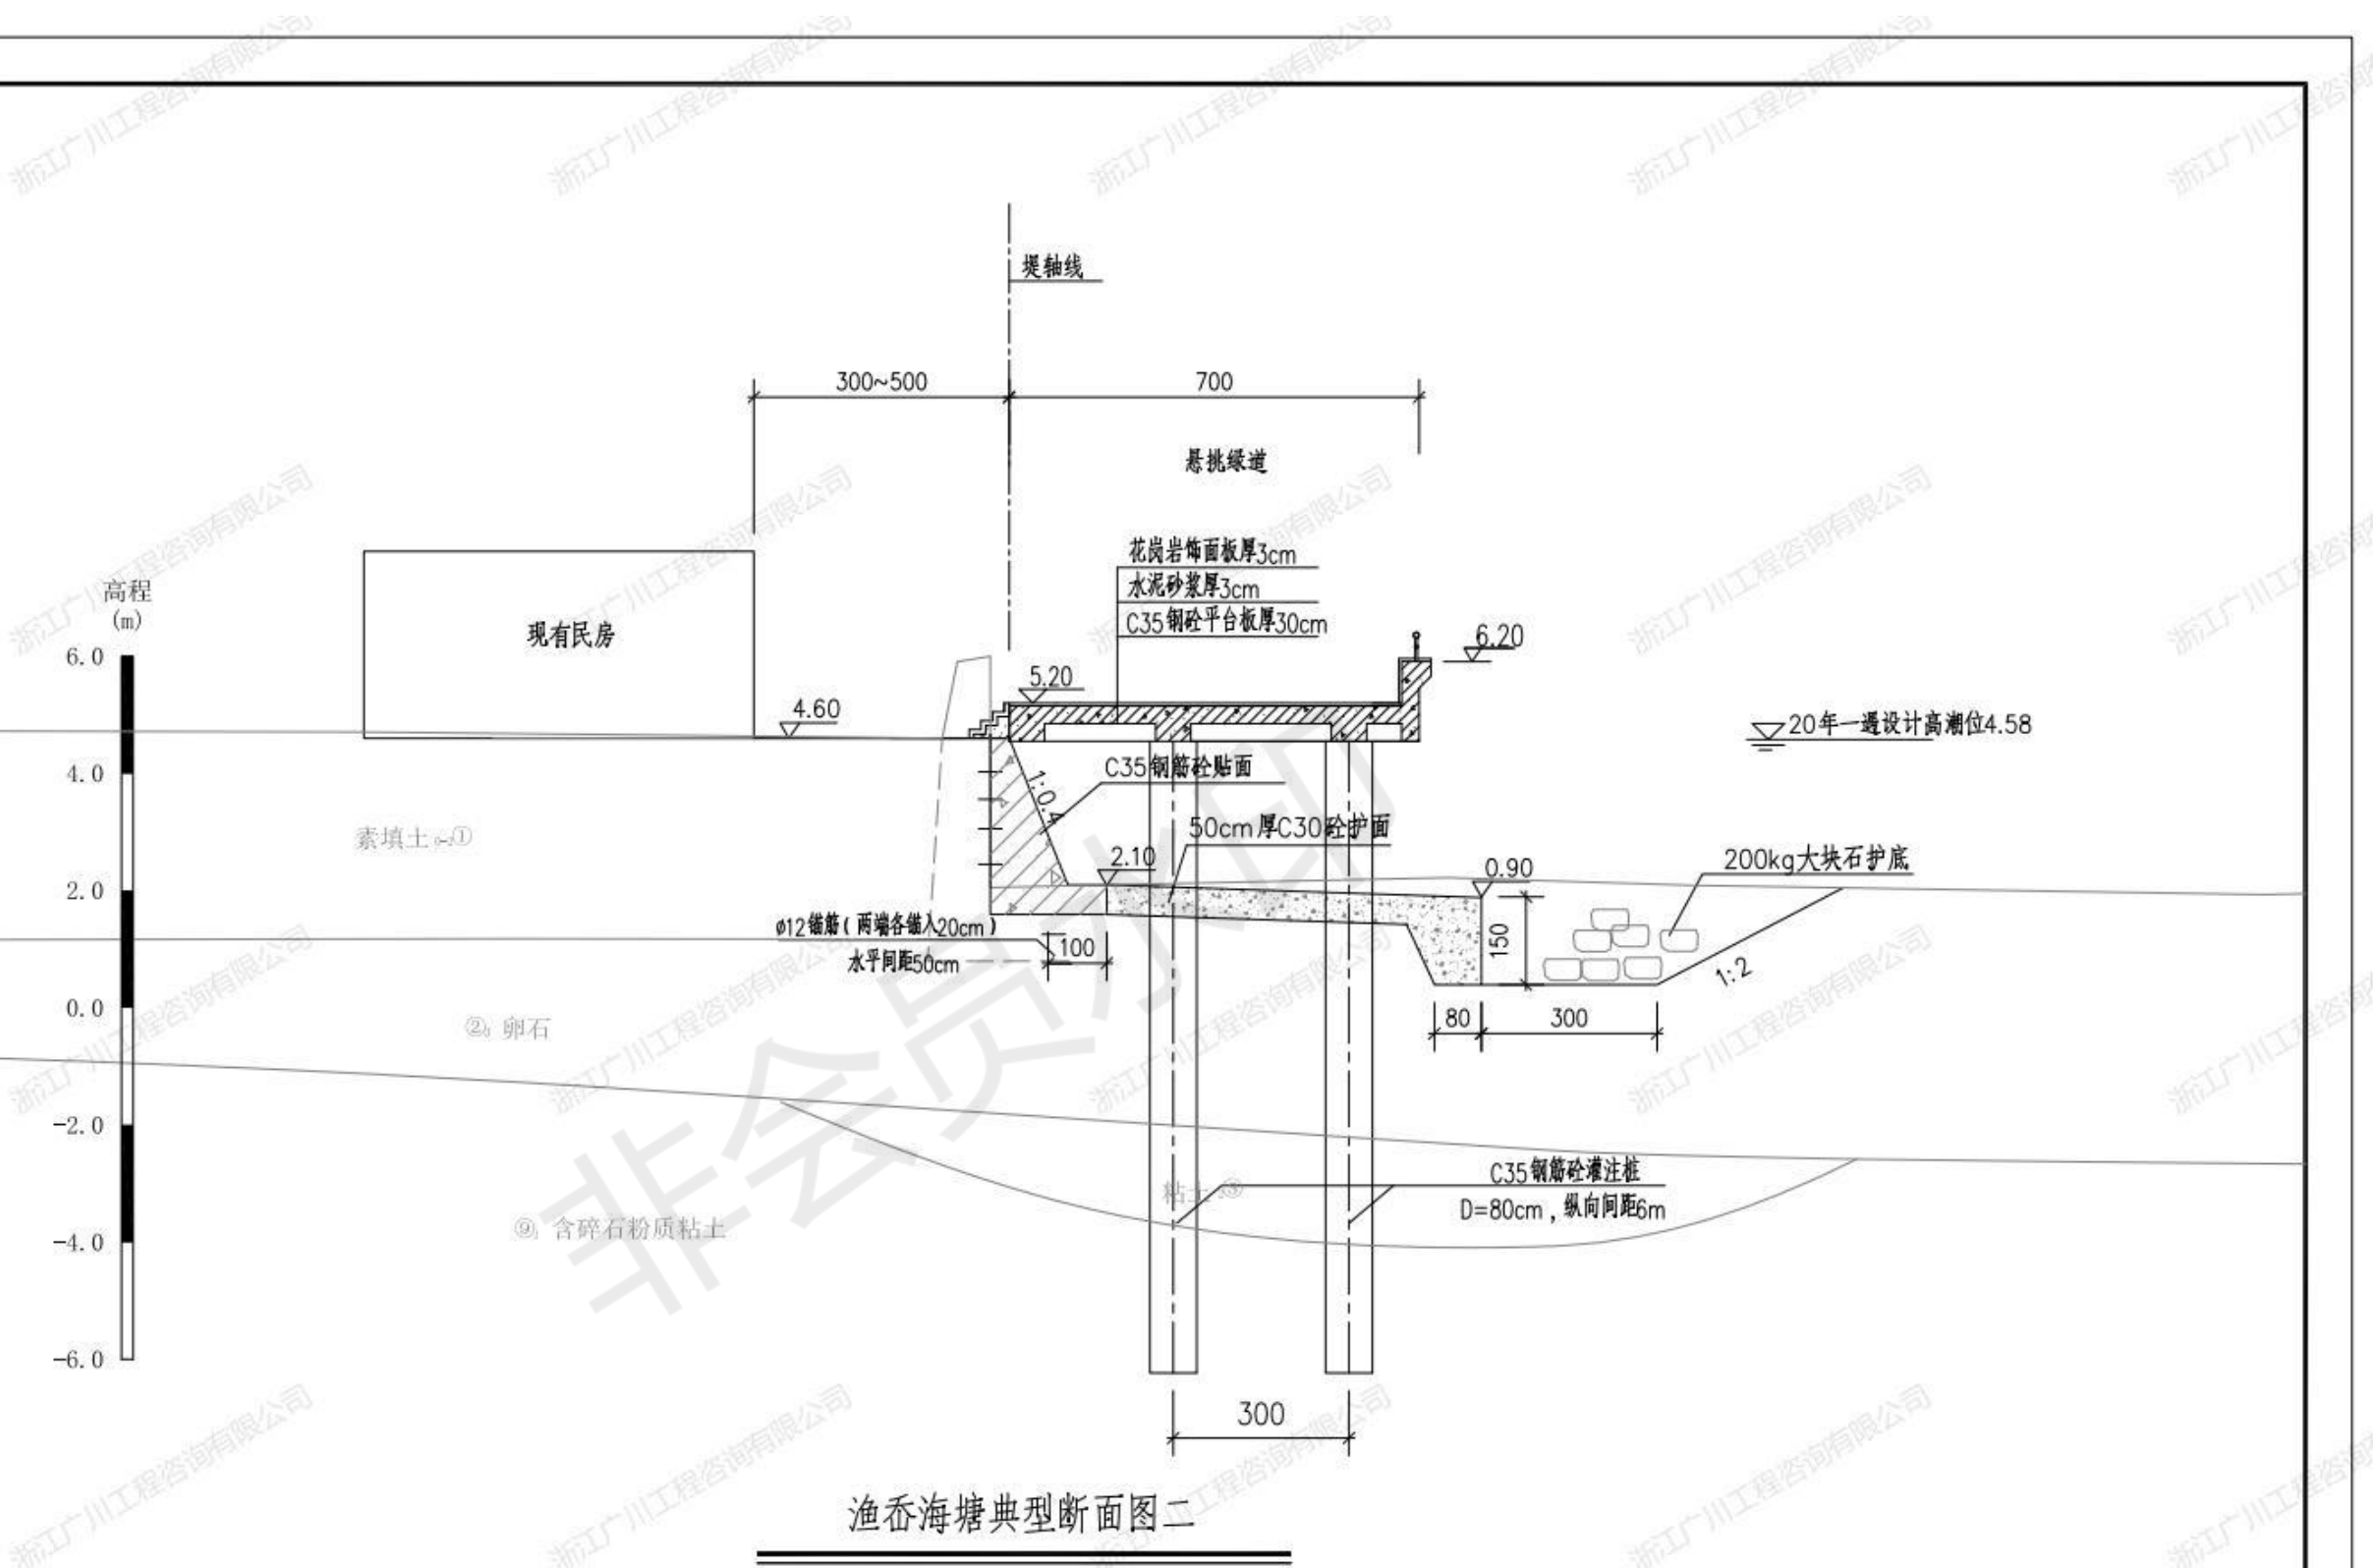 堤轴线
300~500
700
悬挑绿道
花岗岩饰面板厚3cm
水泥砂浆厚3cm
C35钢砼平台板厚30cm
高程
(m)
现有民房
6.20
6.0
5.20
4.60
20年一遇设计高潮位4.58
4.0
C35钢筋砼贴面
1:0.4
50cm厚C30砼护面
素填土 ①
2.10
0.90
200kg大块石护底
2.0
ø12锚筋(两端各锚入20cm)
水平间距50cm
100
150
1:2
0.0
② 卵石
80
300
-2.0
粘土 ③
C35钢筋砼灌注桩
D=80cm，纵向间距6m
⑨ 含碎石粉质粘土
-4.0
-6.0
300
渔岙海塘典型断面图二
非会员水印
浙江广川工程咨询有限公司